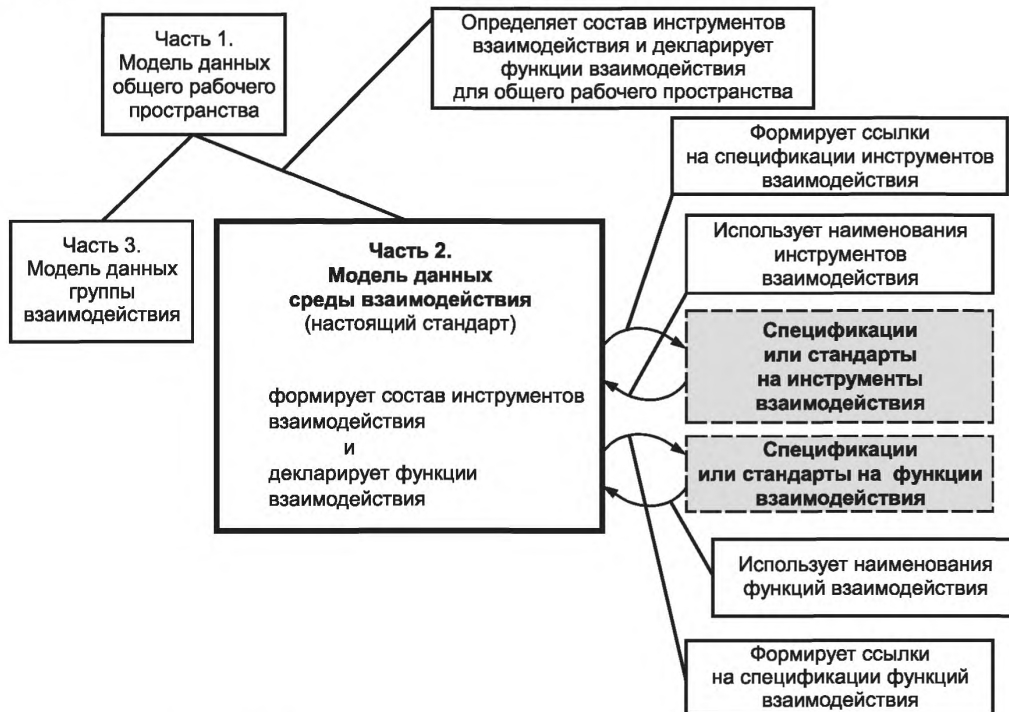 Часть 1.
Модель данных
общего рабочего
пространства
Определяет состав инструментов
взаимодействия и декларирует
функции взаимодействия
для общего рабочего пространства
Формирует ссылки
на спецификации инструментов
взаимодействия
Часть 3.
Модель данных
группы
взаимодействия
Часть 2.
Модель данных
среды взаимодействия
(настоящий стандарт)
формирует состав инструментов
взаимодействия
и
декларирует функции
взаимодействия
Использует наименования
инструментов
взаимодействия
Спецификации
или стандарты
на инструменты
взаимодействия
Спецификации
или стандарты на функции
взаимодействия
Использует наименования
функций взаимодействия
Формирует ссылки
на спецификации функций
взаимодействия